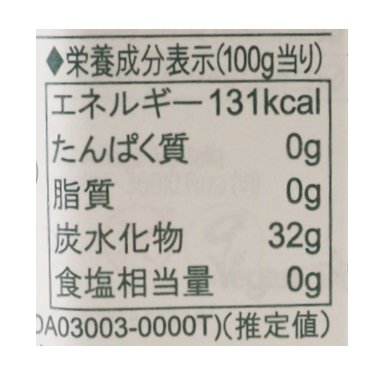 ◆栄養成分表示(100g当り)
エネルギー131kcal
たんぱく質 0g
脂質 0g
炭水化物 32g
食塩相当量 0g
DA03003-0000T)(推定値)